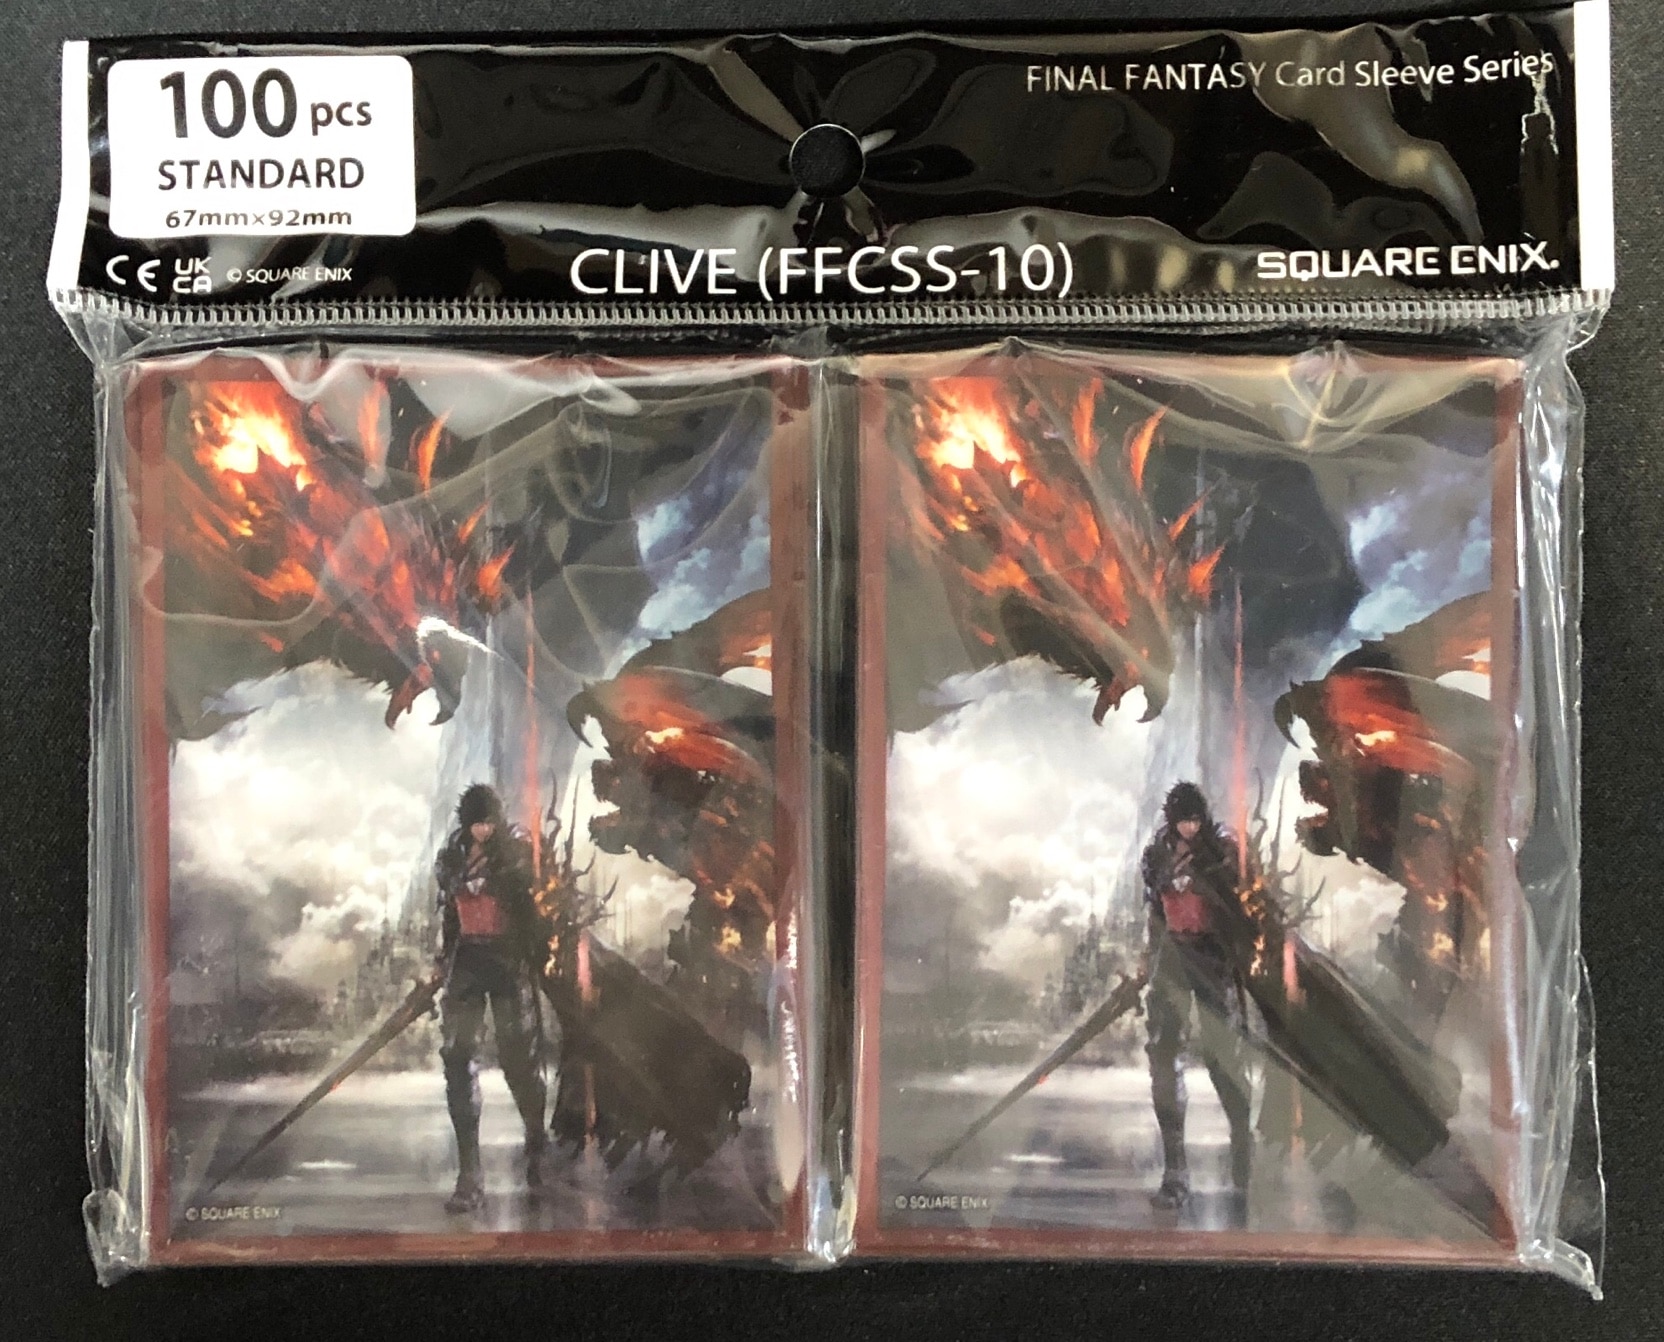 100 pcs
STANDARD
67mm×92mm
FINAL FANTASY Card Sleeve Series
CE UK CA © SQUARE ENIX
CLIVE (FFCSS-10)
SQUARE ENIX.
© SQUARE ENIX
© SQUARE ENIX